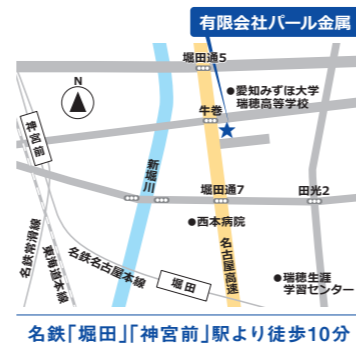 有限会社パール金属
堀田通5
N
●愛知みずほ大学
瑞穂高等学校
牛巻
神宮前
新堀川
堀田通7
田光2
●西本病院
名鉄常滑線
東海道本線
名鉄名古屋本線
堀田
名古屋高速
●瑞穂生涯
学習センター
名鉄「堀田」「神宮前」駅より徒歩10分